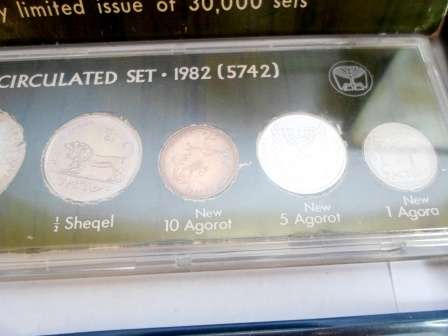 y limited issue of 30,000 sets
CIRCULATED SET · 1982 (5742)
½ Sheqel
New
10 Agorot
New
5 Agorot
New
1 Agora